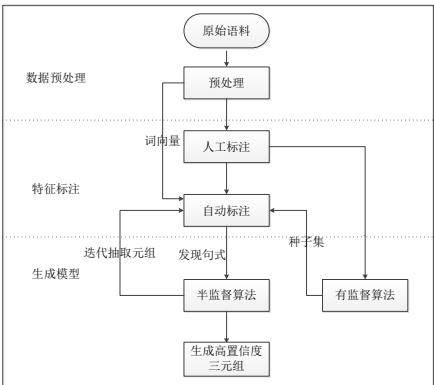 原始语料
数据预处理
预处理
词向量
人工标注
特征标注
自动标注
迭代抽取元组
发现句式
种子集
生成模型
半监督算法
有监督算法
生成高置信度
三元组